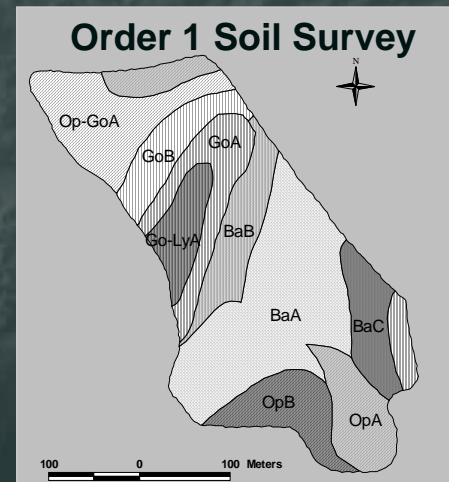 Order 1 Soil Survey
N
Op-GoA
GoB
GoA
Go-LyA
BaB
BaA
BaC
OpB
OpA
100 0 100 Meters